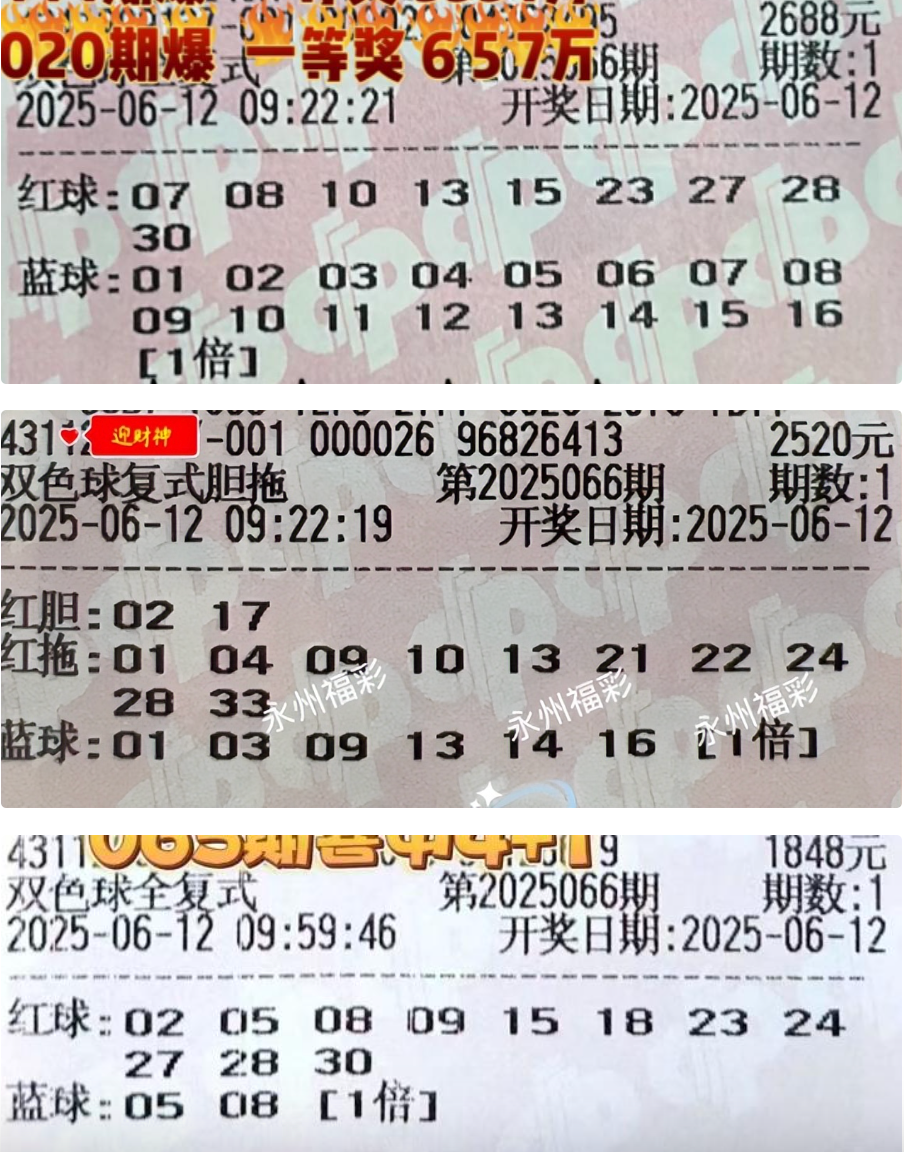 2688元
020期爆 一等奖 657万
式 第2025066期 期数:1
2025-06-12 09:22:21 开奖日期:2025-06-12
红球:07 08 10 13 15 23 27 28
30
蓝球:01 02 03 04 05 06 07 08
09 10 11 12 13 14 15 16
[1倍]
迎财神
-001 000026 96826413 2520元
双色球复式胆拖 第2025066期 期数:1
2025-06-12 09:22:19 开奖日期:2025-06-12
红胆:02 17
红拖:01 04 09 10 13 21 22 24
28 33
永州福彩 永州福彩 永州福彩
蓝球:01 03 09 13 14 16 [1倍]
065期喜中4+1
4311 9 1848元
双色球全复式 第2025066期 期数:1
2025-06-12 09:59:46 开奖日期:2025-06-12
红球:02 05 08 09 15 18 23 24
27 28 30
蓝球:05 08 [1倍]